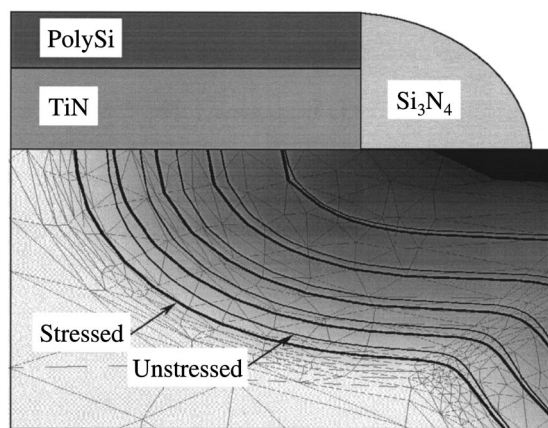 PolySi
TiN
Si₃N₄
Stressed
Unstressed